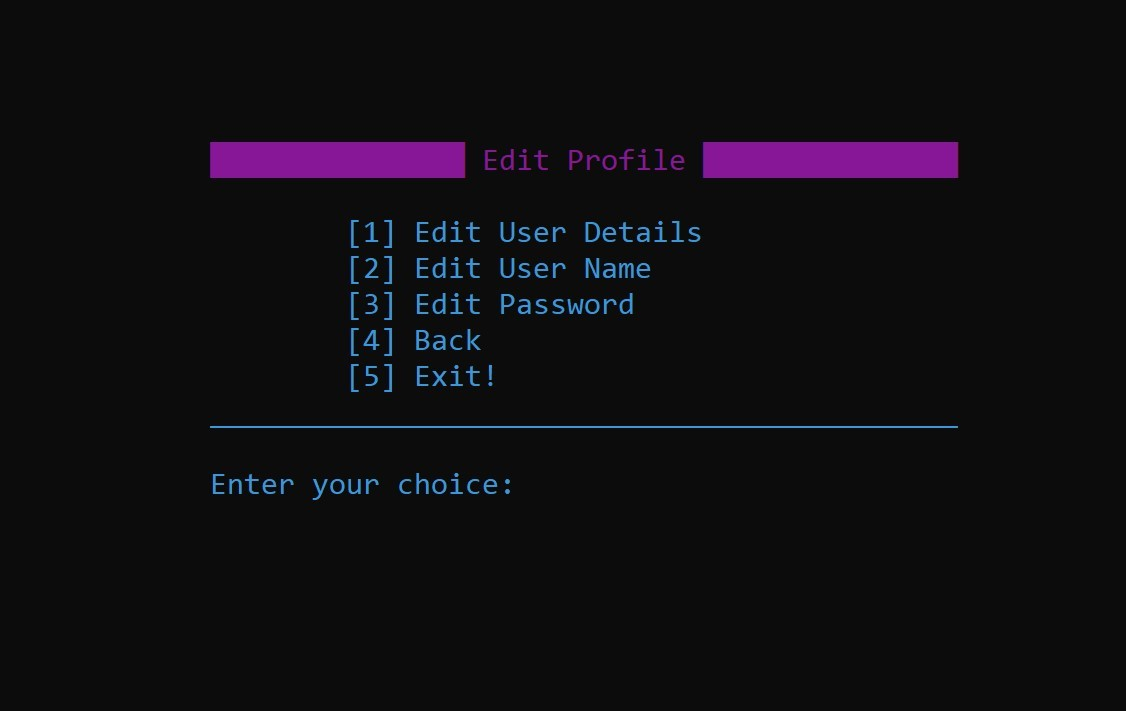 Edit Profile
[1] Edit User Details
[2] Edit User Name
[3] Edit Password
[4] Back
[5] Exit!
Enter your choice: